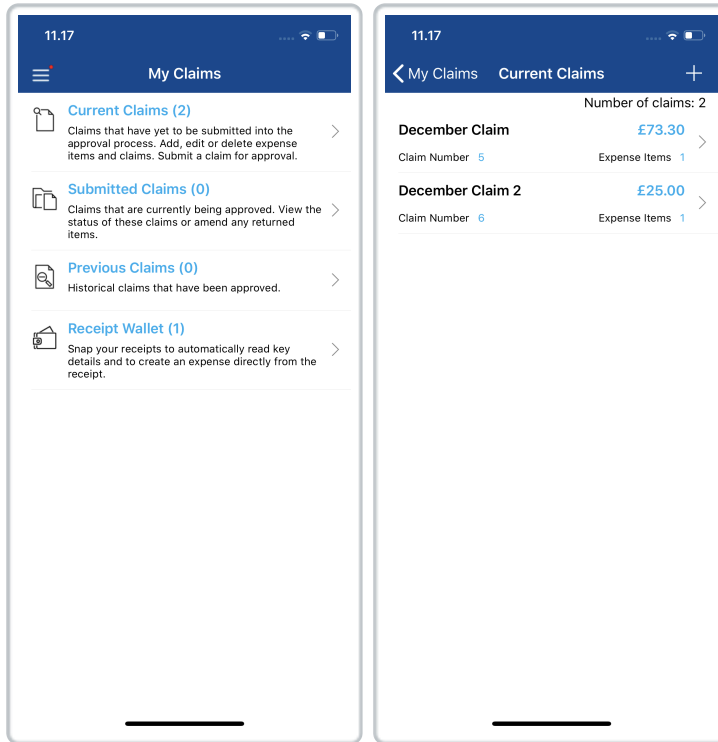 11.17
My Claims
Current Claims (2)
Claims that have yet to be submitted into the
approval process. Add, edit or delete expense
items and claims. Submit a claim for approval.
Submitted Claims (0)
Claims that are currently being approved. View the
status of these claims or amend any returned
items.
Previous Claims (0)
Historical claims that have been approved.
Receipt Wallet (1)
Snap your receipts to automatically read key
details and to create an expense directly from the
receipt.
11.17
My Claims Current Claims
Number of claims: 2
December Claim £73.30
Claim Number 5 Expense Items 1
December Claim 2 £25.00
Claim Number 6 Expense Items 1